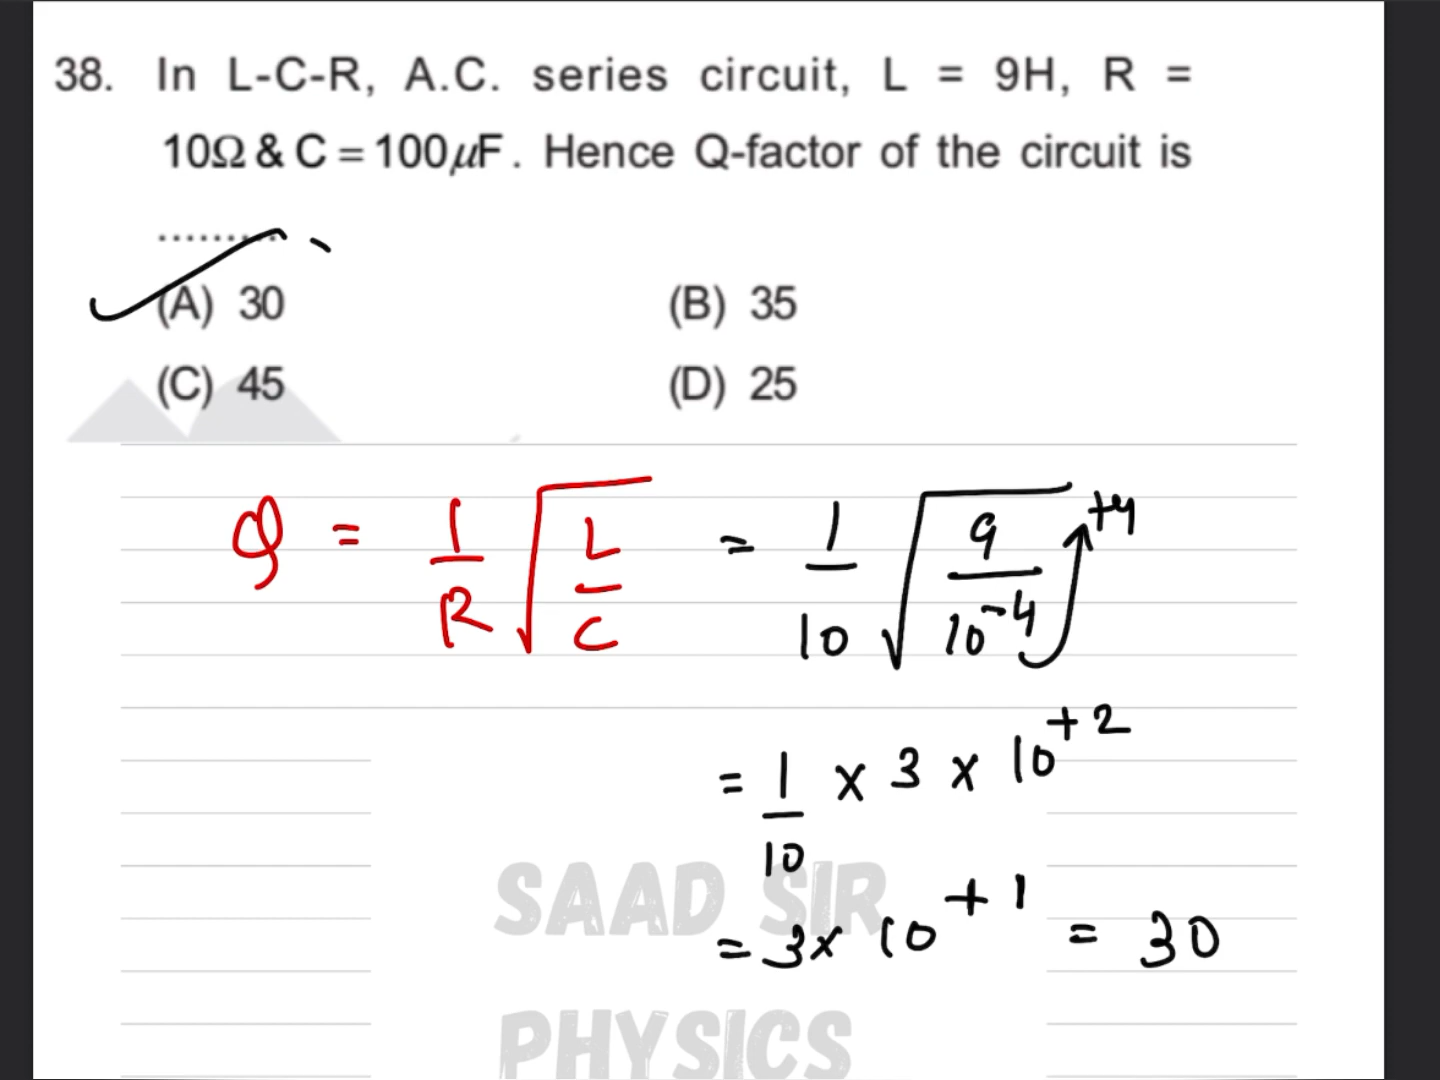 38. In L-C-R, A.C. series circuit, L = 9H, R =
10Ω & C = 100μF. Hence Q-factor of the circuit is
..........
(A) 30 (B) 35
(C) 45 (D) 25
Q = 1/R √(L/C) = 1/10 √(9/10^-4) +4
= 1/10 x 3 x 10^+2
= 3x 10^+1 = 30
SAAD SIR
PHYSICS